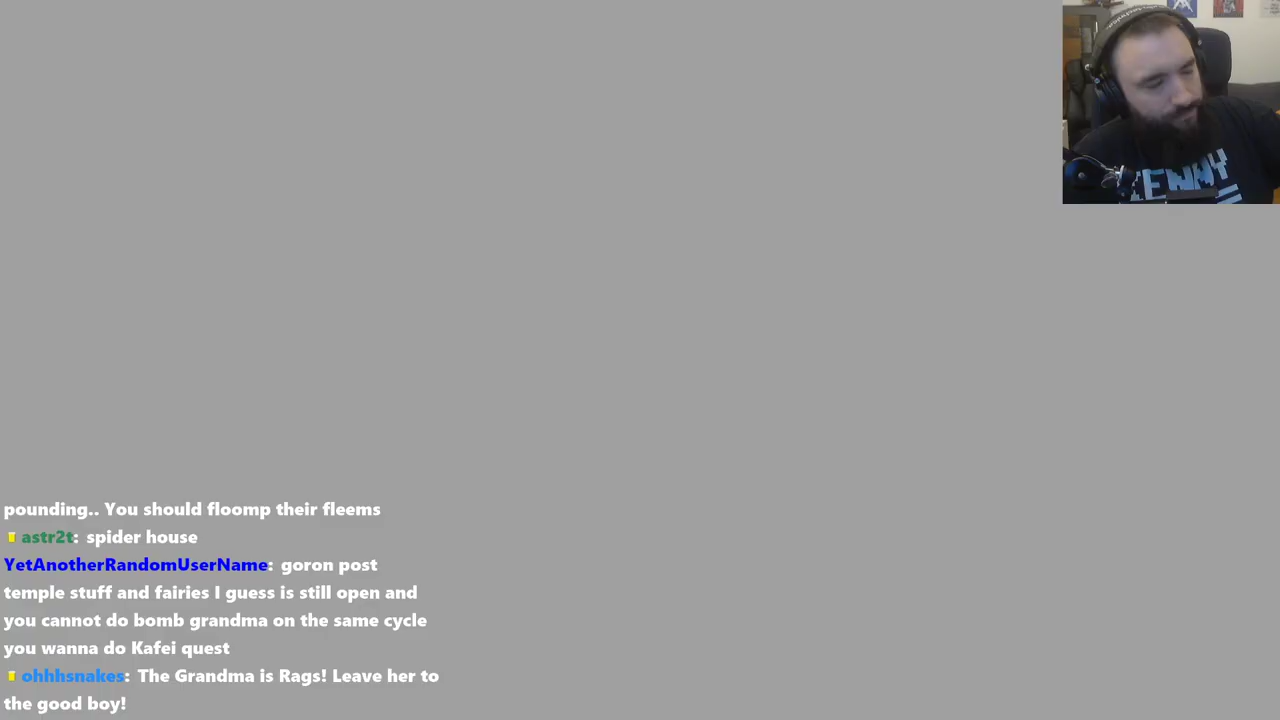 pounding.. You should floomp their fleems
astr2t: spider house
YetAnotherRandomUserName: goron post
temple stuff and fairies I guess is still open and
you cannot do bomb grandma on the same cycle
you wanna do Kafei quest
ohhhsnakes: The Grandma is Rags! Leave her to
the good boy!